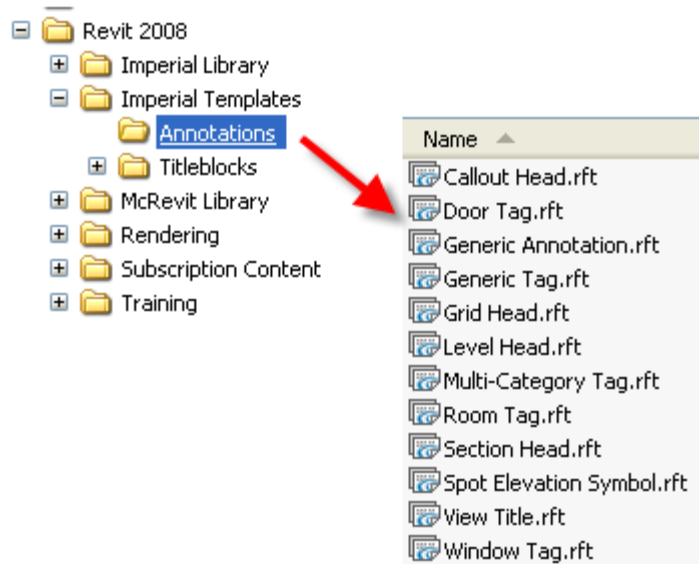 Revit 2008
Imperial Library
Imperial Templates
Annotations
Titleblocks
McRevit Library
Rendering
Subscription Content
Training
Name
Callout Head.rft
Door Tag.rft
Generic Annotation.rft
Generic Tag.rft
Grid Head.rft
Level Head.rft
Multi-Category Tag.rft
Room Tag.rft
Section Head.rft
Spot Elevation Symbol.rft
View Title.rft
Window Tag.rft